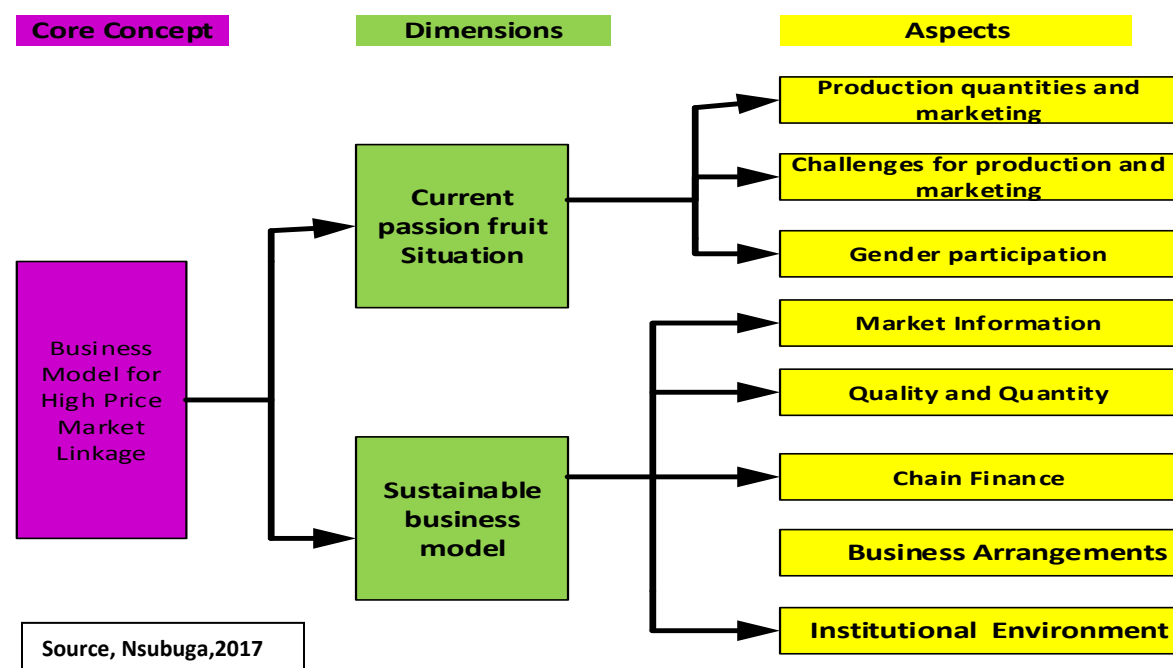 Core Concept
Dimensions
Aspects
Production quantities and
marketing
Challenges for production and
marketing
Current
passion fruit
Situation
Gender participation
Market Information
Business
Model for
High Price
Market
Linkage
Quality and Quantity
Sustainable
business
model
Chain Finance
Business Arrangements
Institutional Environment
Source, Nsubuga,2017